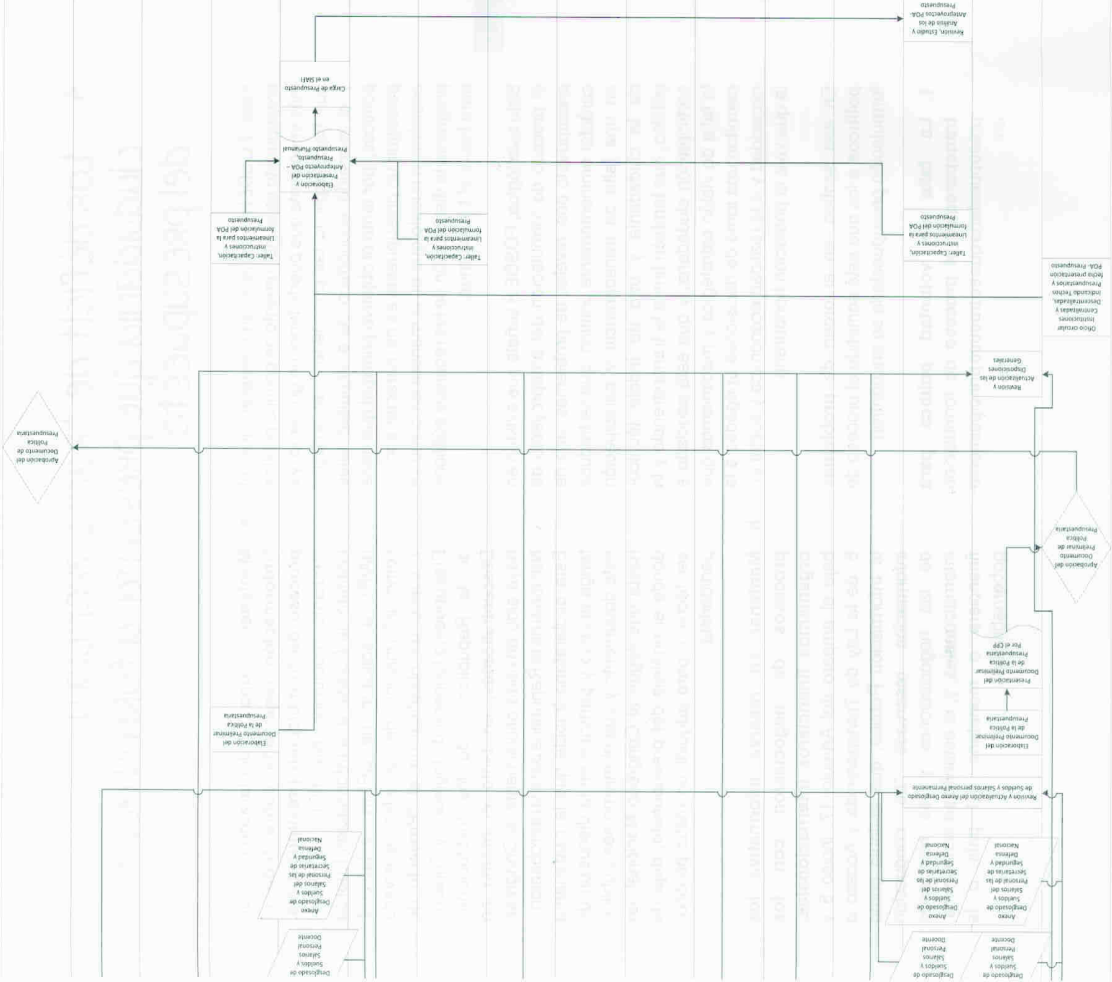 Desglosado de
Sueldos y
Salarios
Personal
Docente
Desglosado de
Sueldos y
Salarios
Personal
Docente
Desglosado de
Sueldos y
Salarios
Personal
Docente
Anexo
Desglosado de
Sueldos y
Salarios del
Personal de las
Secretarías de
Seguridad y
Defensa
Nacional
Anexo
Desglosado de
Sueldos y
Salarios del
Personal de las
Secretarías de
Seguridad y
Defensa
Nacional
Anexo
Desglosado de
Sueldos y
Salarios del
Personal de las
Secretarías de
Seguridad y
Defensa
Nacional
Revisión y Actualización del Anexo Desglosado
de Sueldos y Salarios personal Permanente
Elaboración del
Documento Preliminar
de la Política
Presupuestaria
Elaboración del
Documento Preliminar
de la Política
Presupuestaria
Presentación del
Documento Preliminar
de la Política
Presupuestaria
Por el CPP
Aprobación del
Documento
Preliminar de
Política
Presupuestaria
Aprobación del
Documento de
Política
Presupuestaria
Revisión y
Actualización de las
Disposiciones
Generales
Oficio circular
Instituciones
Centralizadas y
Descentralizadas,
indicando Techos
Presupuestarios y
fecha presentación
POA- Presupuesto
Taller: Capacitación,
instrucciones y
Lineamientos para la
formulación del POA
Presupuesto
Taller: Capacitación,
instrucciones y
Lineamientos para la
formulación del POA
Presupuesto
Taller: Capacitación,
instrucciones y
Lineamientos para la
formulación del POA
Presupuesto
Elaboración y
Presentación del
Anteproyecto POA –
Presupuesto,
Presupuesto Plurianual
Carga de Presupuesto
en el SIAFI
Revisión, Estudio y
Análisis de los
Anteproyectos POA-
Presupuesto